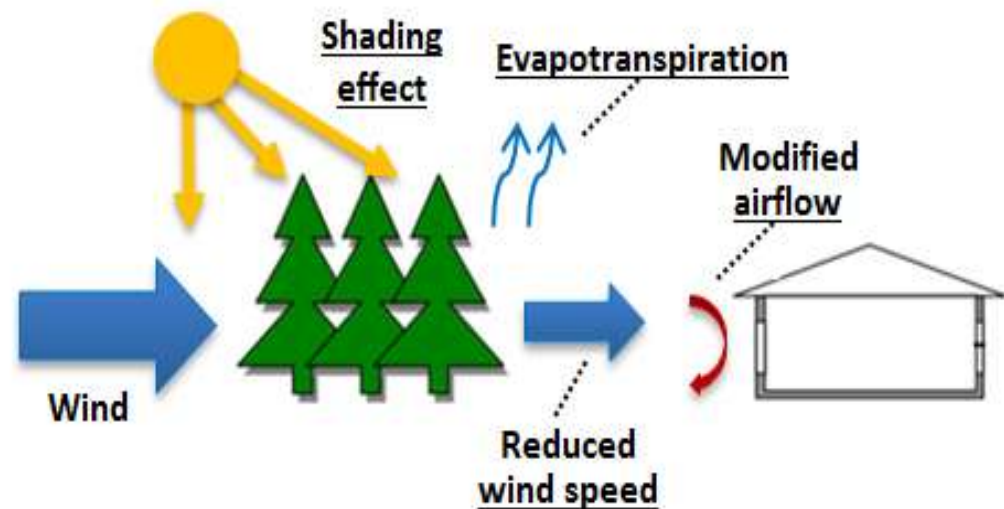 Shading
effect
Evapotranspiration
Modified
airflow
Wind
Reduced
wind speed